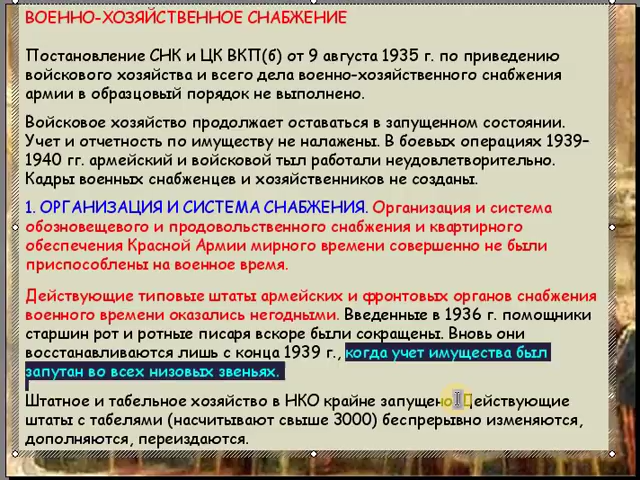 ВОЕННО-ХОЗЯЙСТВЕННОЕ СНАБЖЕНИЕ
Постановление СНК и ЦК ВКП(б) от 9 августа 1935 г. по приведению
войскового хозяйства и всего дела военно-хозяйственного снабжения
армии в образцовый порядок не выполнено.
Войсковое хозяйство продолжает оставаться в запущенном состоянии.
Учет и отчетность по имуществу не налажены. В боевых операциях 1939–
1940 гг. армейский и войсковой тыл работали неудовлетворительно.
Кадры военных снабженцев и хозяйственников не созданы.
1. ОРГАНИЗАЦИЯ И СИСТЕМА СНАБЖЕНИЯ. Организация и система
обозновещевого и продовольственного снабжения и квартирного
обеспечения Красной Армии мирного времени совершенно не были
приспособлены на военное время.
Действующие типовые штаты армейских и фронтовых органов снабжения
военного времени оказались негодными. Введенные в 1936 г. помощники
старшин рот и ротные писаря вскоре были сокращены. Вновь они
восстанавливаются лишь с конца 1939 г., когда учет имущества был
запутан во всех низовых звеньях.
Штатное и табельное хозяйство в НКО крайне запущено. Действующие
штаты с табелями (насчитывают свыше 3000) беспрерывно изменяются,
дополняются, переиздаются.